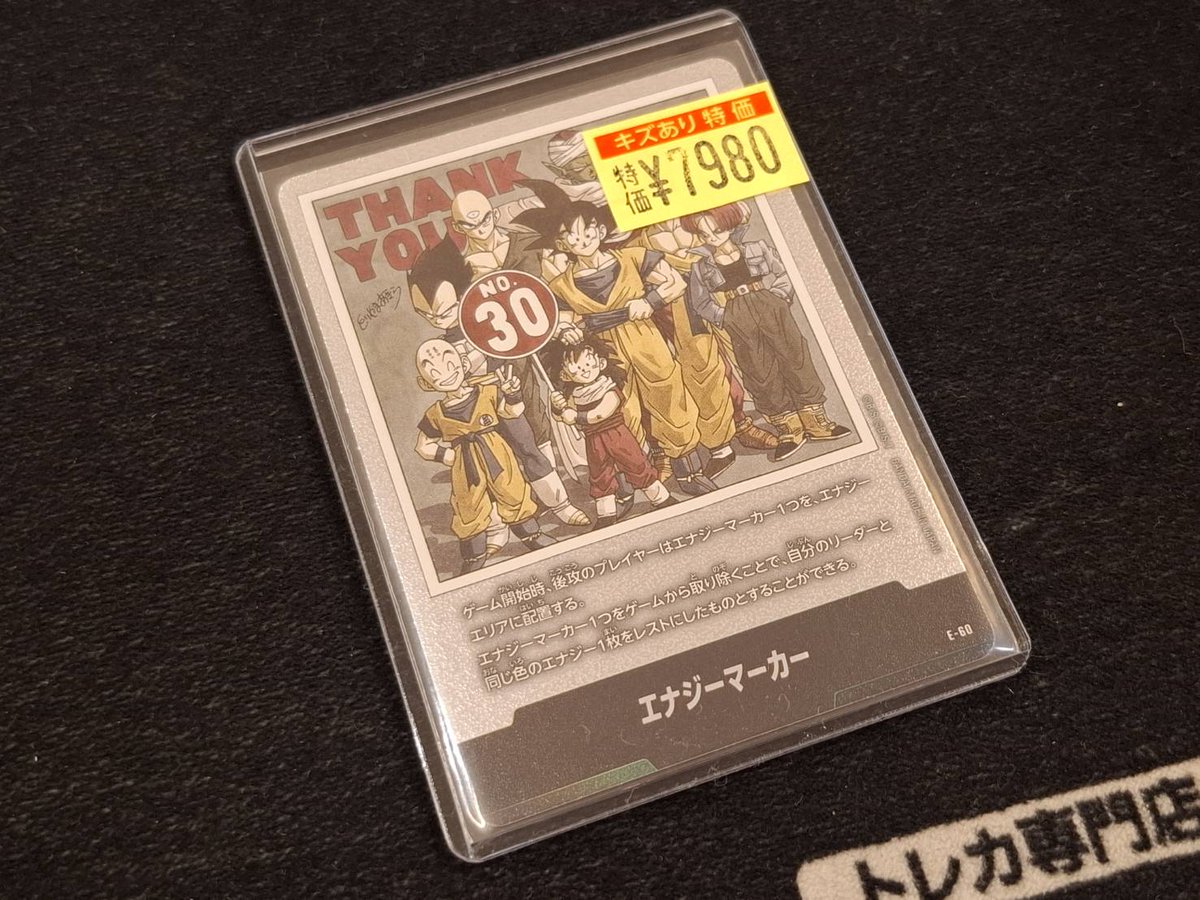 キズあり特価
特価 ¥7980
THANK
YOU
NO.
30
ゲーム開始時、後攻のプレイヤーはエナジーマーカー1つを、エナジー
エリアに配置する。
エナジーマーカー1つをゲームから取り除くことで、自分のリーダーと
同じ色のエナジー1枚をレストにしたものとすることができる。
E-60
エナジーマーカー
トレカ専門店